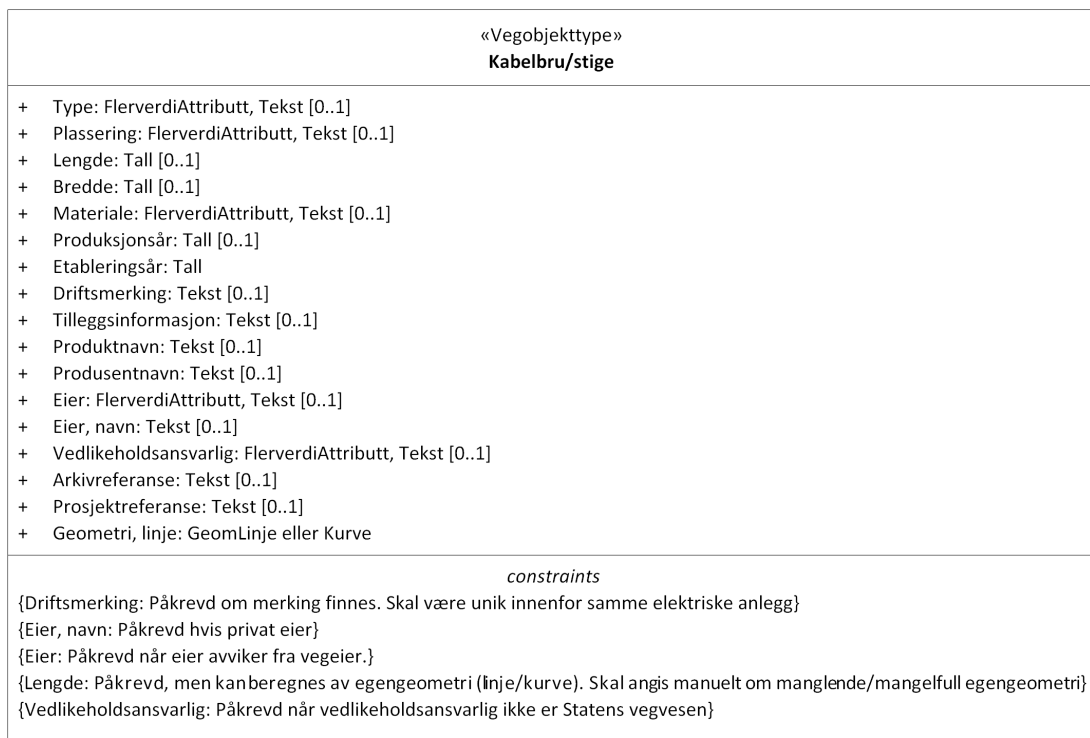 «Vegobjekttype»
Kabelbru/stige
+ Type: FlerverdiAttributt, Tekst [0..1]
+ Plassering: FlerverdiAttributt, Tekst [0..1]
+ Lengde: Tall [0..1]
+ Bredde: Tall [0..1]
+ Materiale: FlerverdiAttributt, Tekst [0..1]
+ Produksjonsår: Tall [0..1]
+ Etableringsår: Tall
+ Driftsmerking: Tekst [0..1]
+ Tilleggsinformasjon: Tekst [0..1]
+ Produktnavn: Tekst [0..1]
+ Produsentnavn: Tekst [0..1]
+ Eier: FlerverdiAttributt, Tekst [0..1]
+ Eier, navn: Tekst [0..1]
+ Vedlikeholdsansvarlig: FlerverdiAttributt, Tekst [0..1]
+ Arkivreferanse: Tekst [0..1]
+ Prosjektreferanse: Tekst [0..1]
+ Geometri, linje: GeomLinje eller Kurve
constraints
{Driftsmerking: Påkrevd om merking finnes. Skal være unik innenfor samme elektriske anlegg}
{Eier, navn: Påkrevd hvis privat eier}
{Eier: Påkrevd når eier avviker fra vegeier.}
{Lengde: Påkrevd, men kan beregnes av egengeometri (linje/kurve). Skal angis manuelt om manglende/mangelfull egengeometri}
{Vedlikeholdsansvarlig: Påkrevd når vedlikeholdsansvarlig ikke er Statens vegvesen}